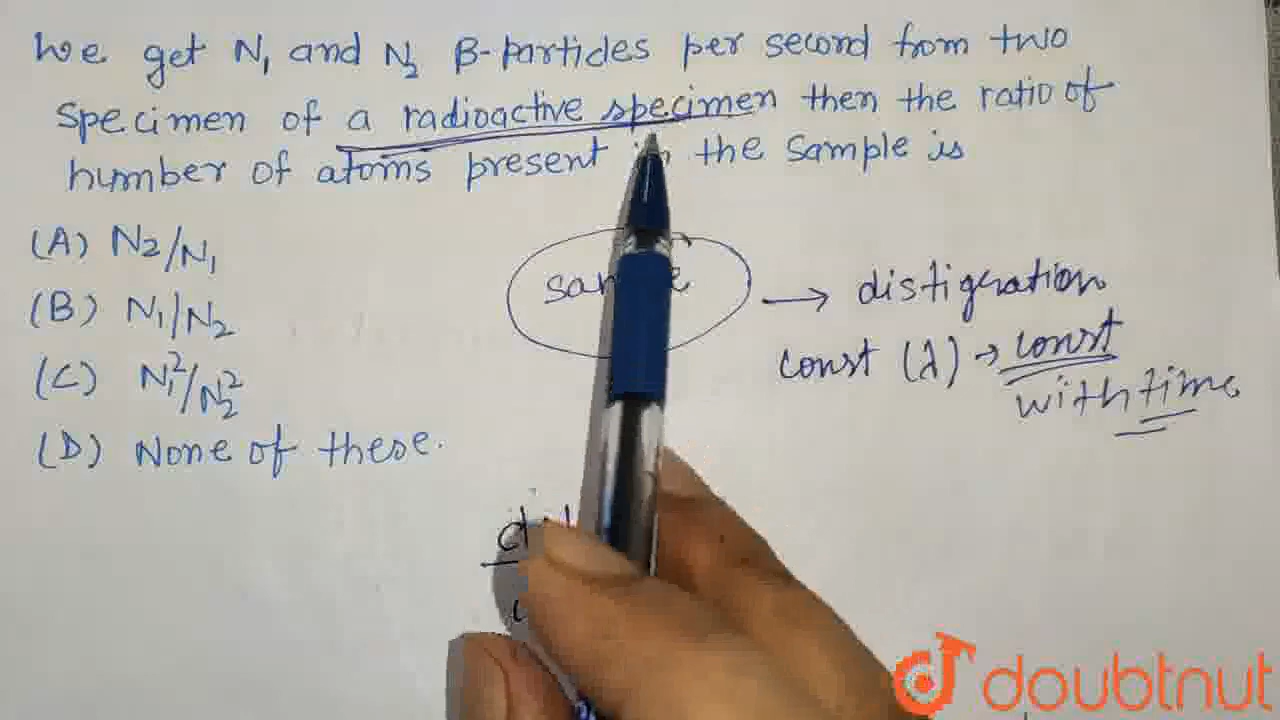 We get N₁ and N₂ β-particles per second from two
specimen of a radioactive specimen then the ratio of
number of atoms present the sample is
(A) N₂/N₁
(B) N₁/N₂
(C) N₁²/N₂²
(D) None of these.
→ distigration
const (λ) → const
with time
d
doubtnut